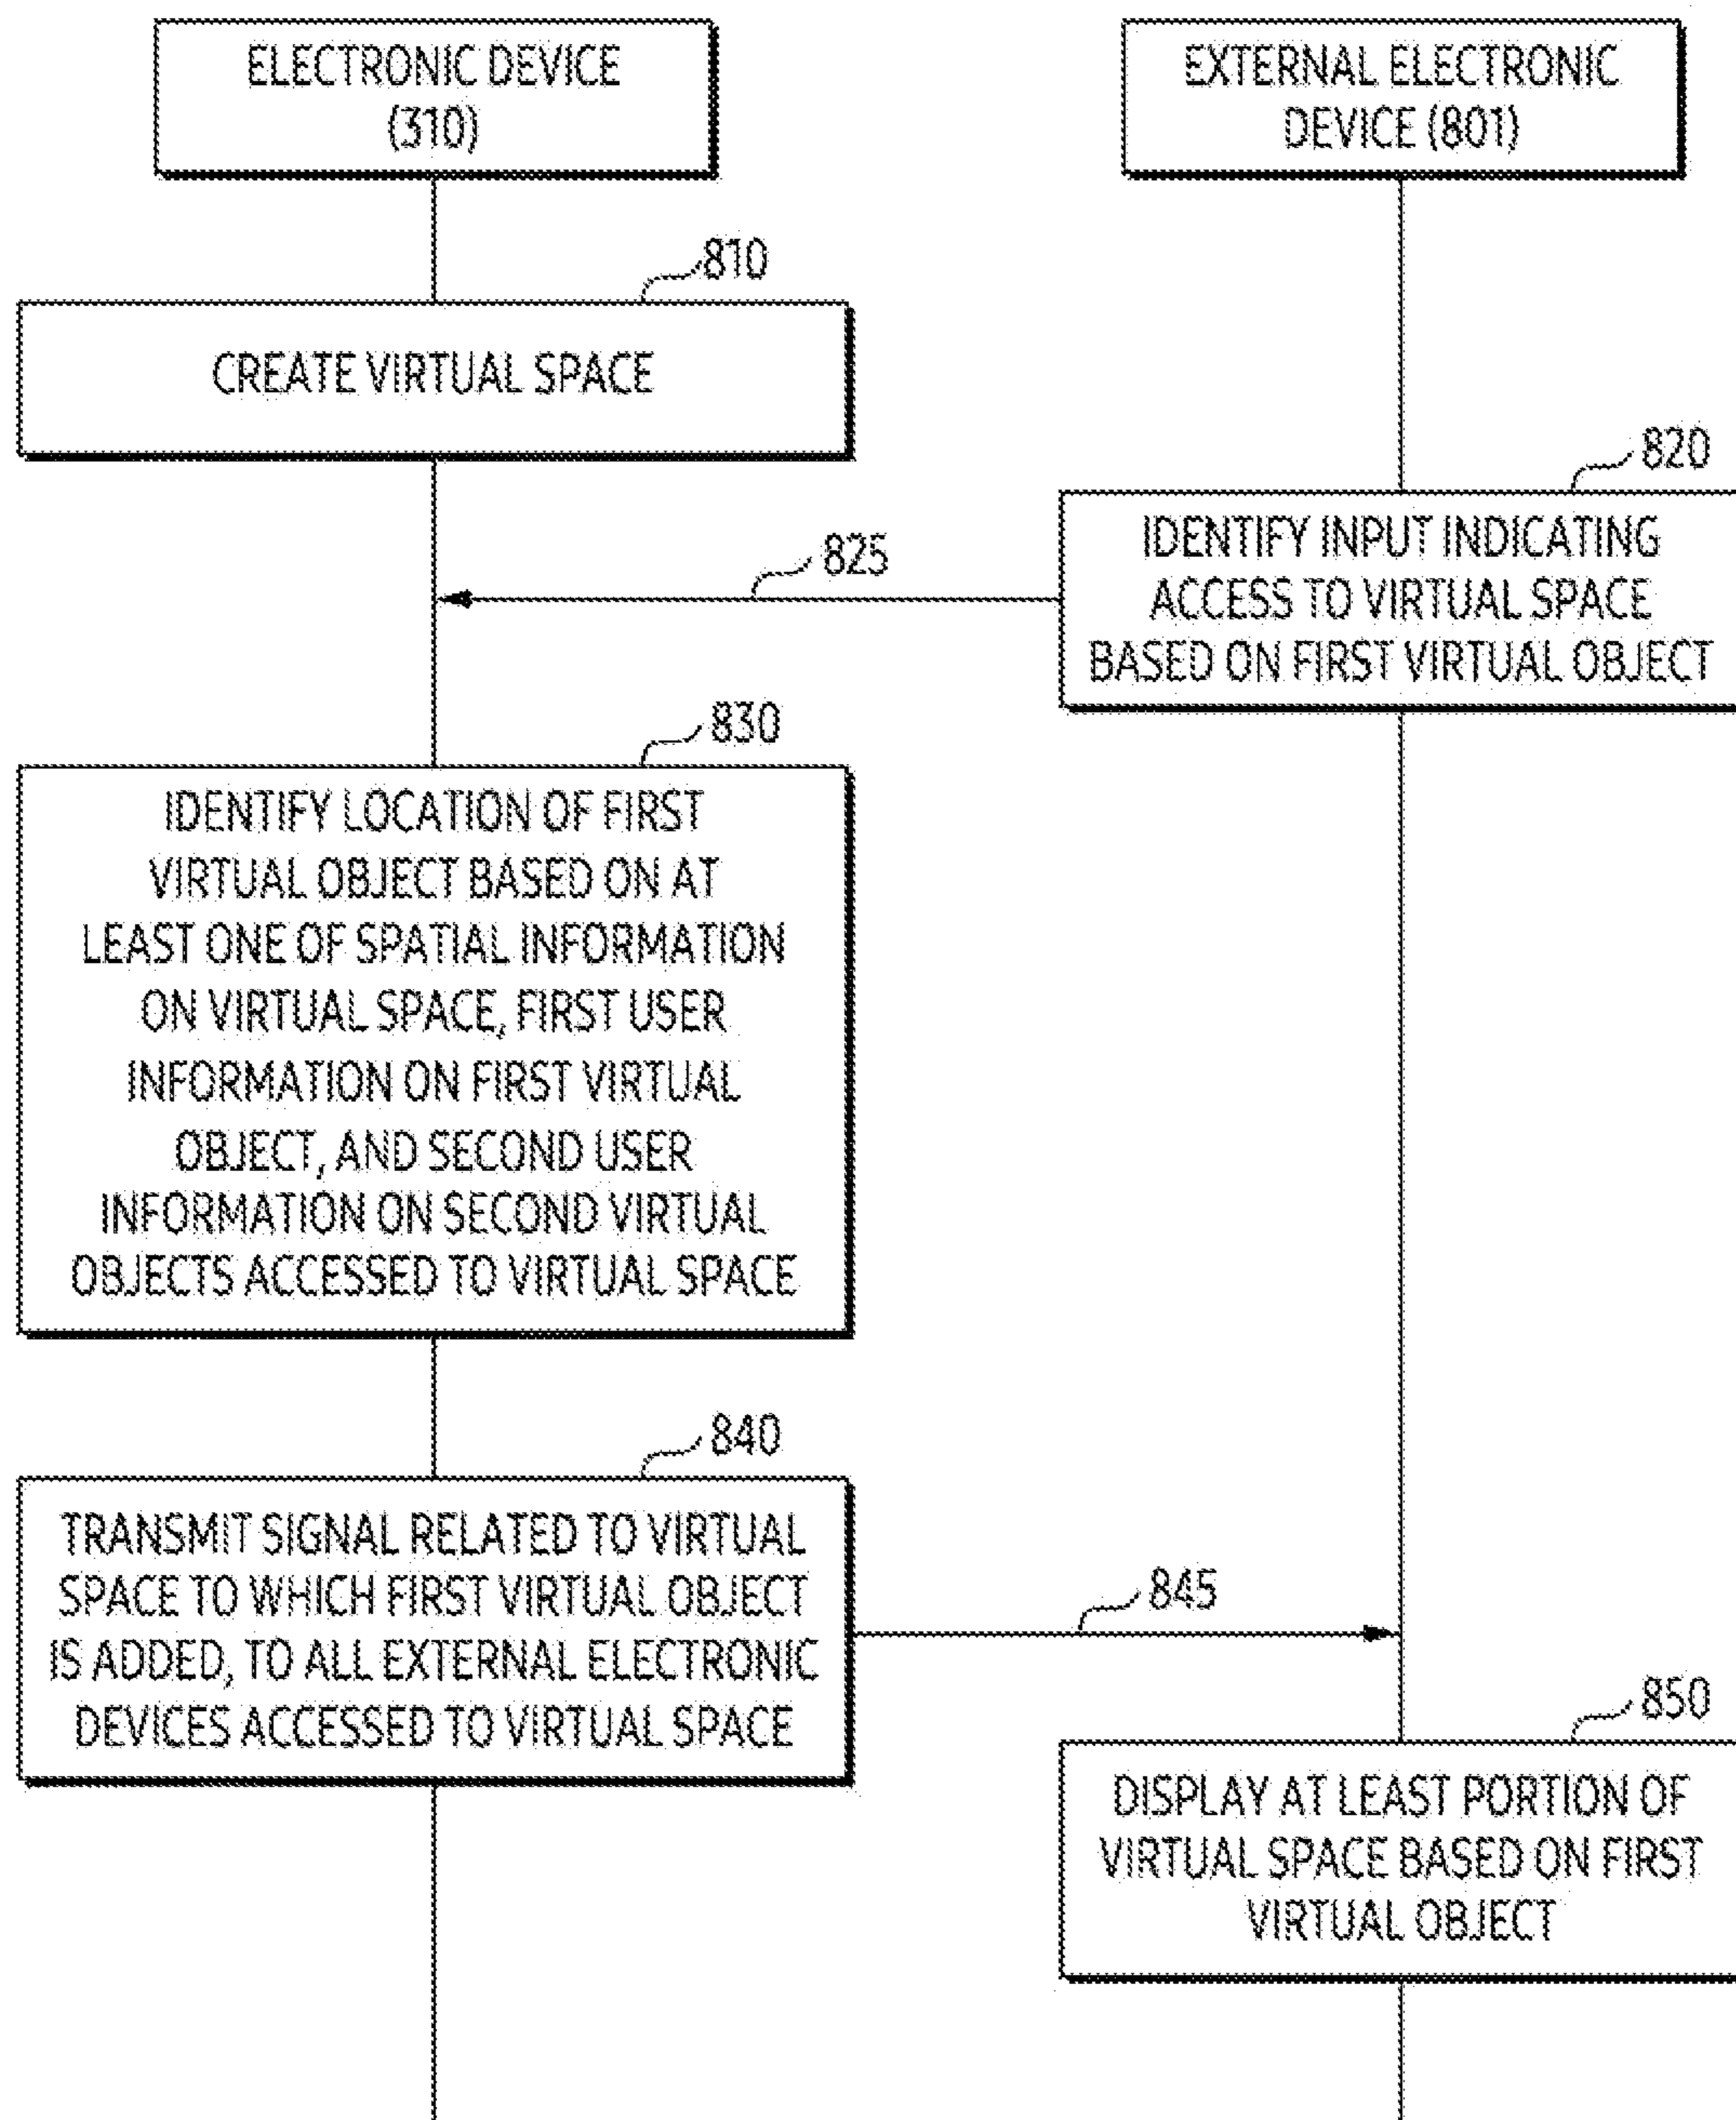 ELECTRONIC DEVICE
(310)
EXTERNAL ELECTRONIC
DEVICE (801)
810
CREATE VIRTUAL SPACE
820
IDENTIFY INPUT INDICATING
ACCESS TO VIRTUAL SPACE
BASED ON FIRST VIRTUAL OBJECT
825
830
IDENTIFY LOCATION OF FIRST
VIRTUAL OBJECT BASED ON AT
LEAST ONE OF SPATIAL INFORMATION
ON VIRTUAL SPACE, FIRST USER
INFORMATION ON FIRST VIRTUAL
OBJECT, AND SECOND USER
INFORMATION ON SECOND VIRTUAL
OBJECTS ACCESSED TO VIRTUAL SPACE
840
TRANSMIT SIGNAL RELATED TO VIRTUAL
SPACE TO WHICH FIRST VIRTUAL OBJECT
IS ADDED, TO ALL EXTERNAL ELECTRONIC
DEVICES ACCESSED TO VIRTUAL SPACE
845
850
DISPLAY AT LEAST PORTION OF
VIRTUAL SPACE BASED ON FIRST
VIRTUAL OBJECT